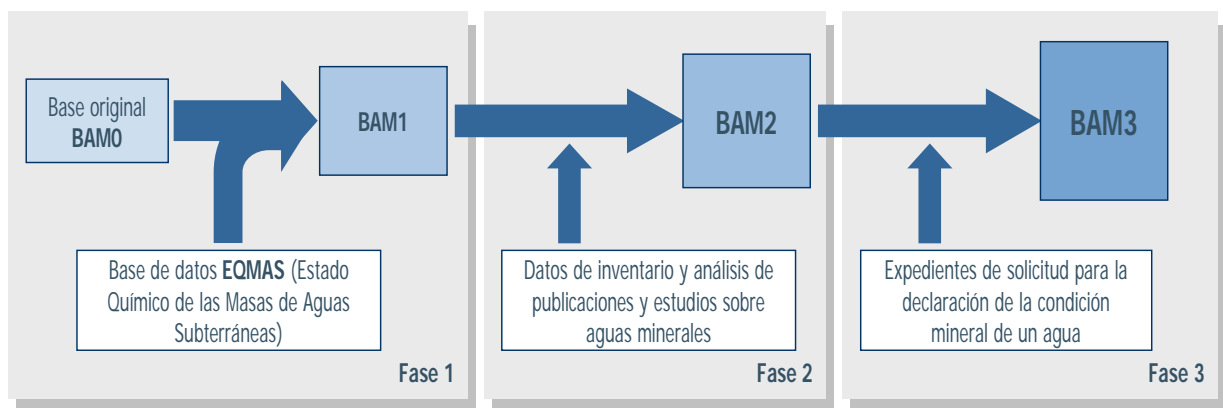 Base original
BAM0
BAM1
Base de datos EQMAS (Estado
Químico de las Masas de Aguas
Subterráneas)
Fase 1
BAM2
Datos de inventario y análisis de
publicaciones y estudios sobre
aguas minerales
Fase 2
BAM3
Expedientes de solicitud para la
declaración de la condición
mineral de un agua
Fase 3